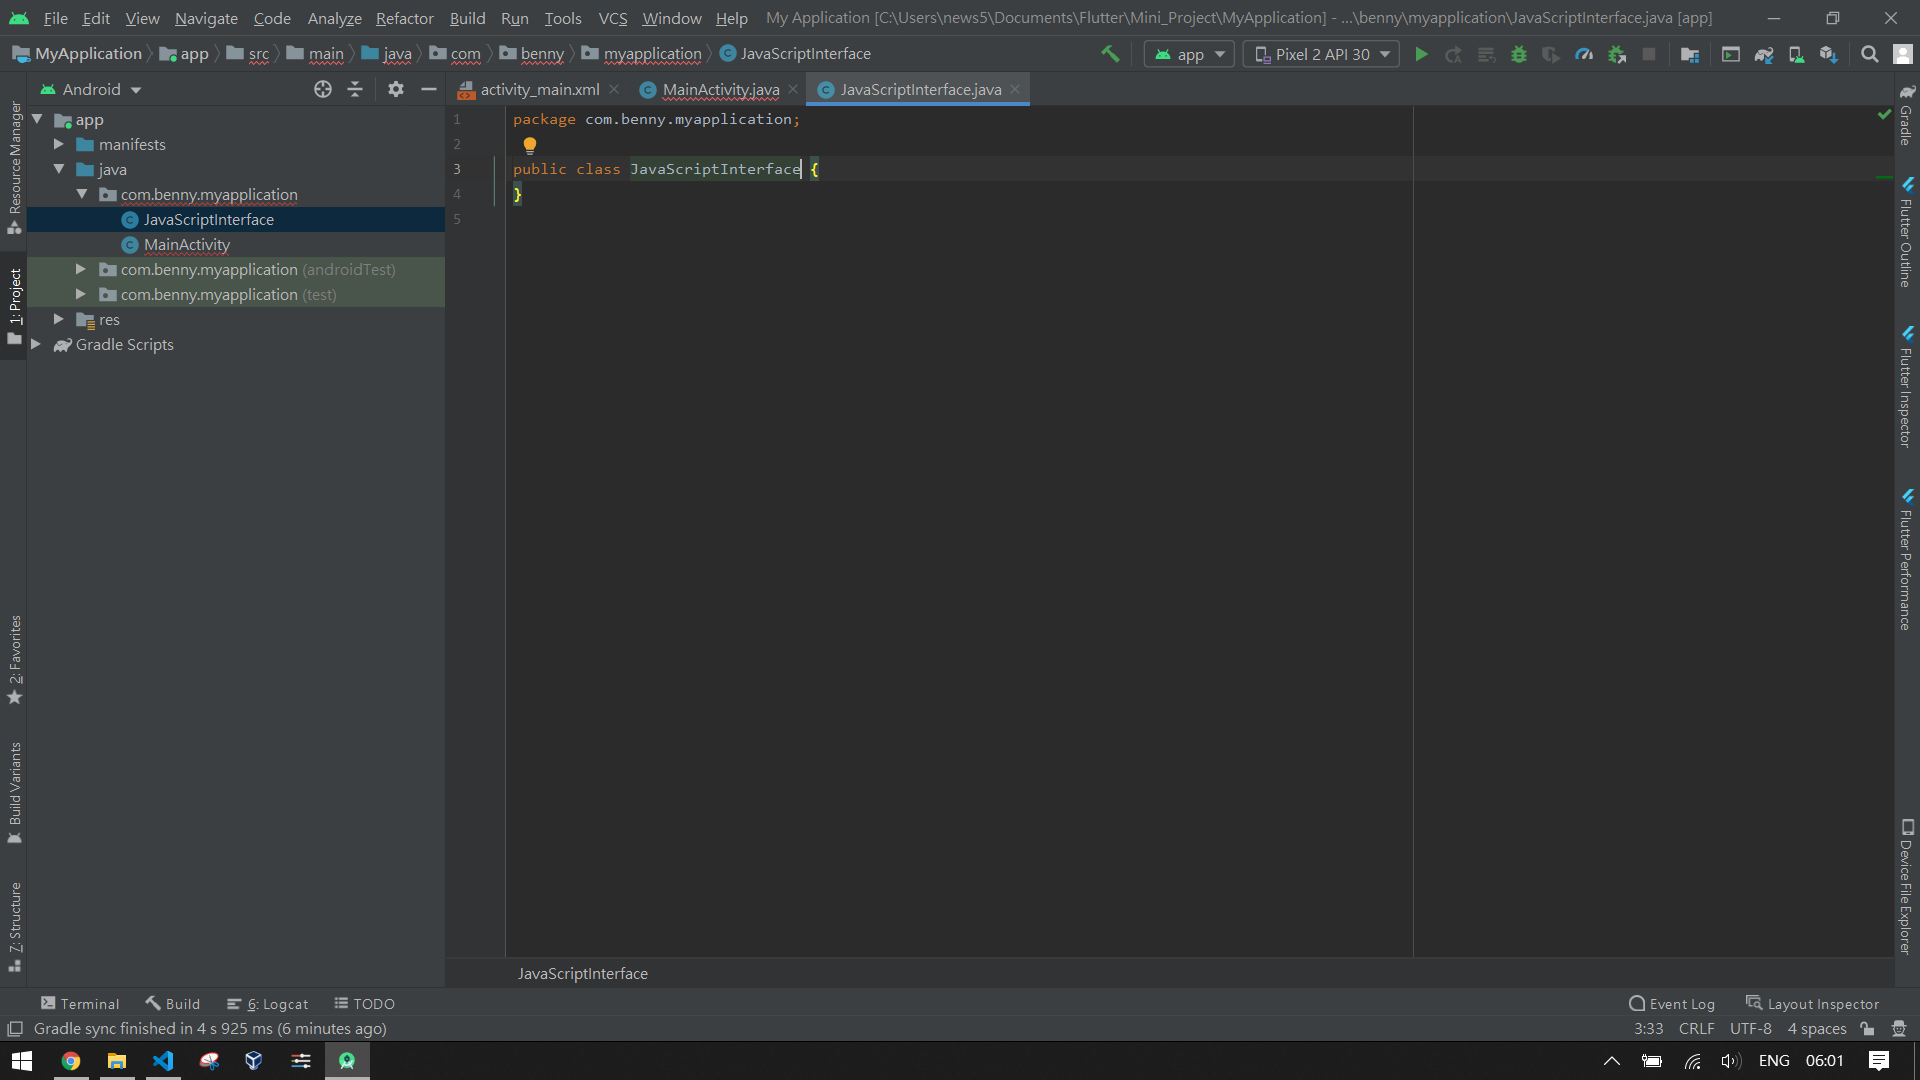 File Edit View Navigate Code Analyze Refactor Build Run Tools VCS Window Help My Application [C:\Users\news5\Documents\Flutter\Mini_Project\MyApplication] - ...\benny\myapplication\JavaScriptInterface.java [app]
MyApplication app src main java com benny myapplication JavaScriptInterface app Pixel 2 API 30
Android
activity_main.xml MainActivity.java JavaScriptInterface.java
app
manifests
java
com.benny.myapplication
JavaScriptInterface
MainActivity
com.benny.myapplication (androidTest)
com.benny.myapplication (test)
res
Gradle Scripts
1 package com.benny.myapplication;
2
3 public class JavaScriptInterface {
4 }
5
Resource Manager
1: Project
2: Favorites
Build Variants
7: Structure
Gradle
Flutter Outline
Flutter Inspector
Flutter Performance
Device File Explorer
JavaScriptInterface
Terminal Build 6: Logcat TODO Event Log Layout Inspector
Gradle sync finished in 4 s 925 ms (6 minutes ago) 3:33 CRLF UTF-8 4 spaces
ENG 06:01